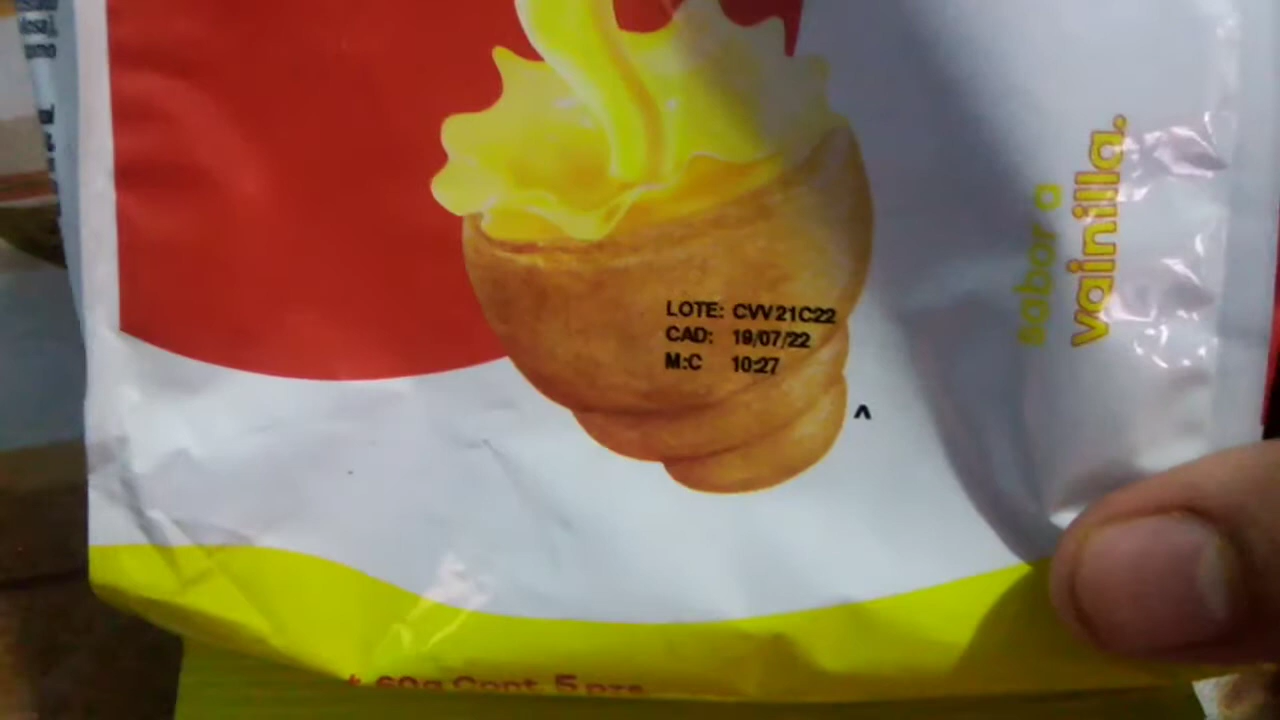 LOTE: CVV21C22
CAD: 19/07/22
M:C 10:27
^
sabor a
vainilla.
60g Cont. 5 pzs